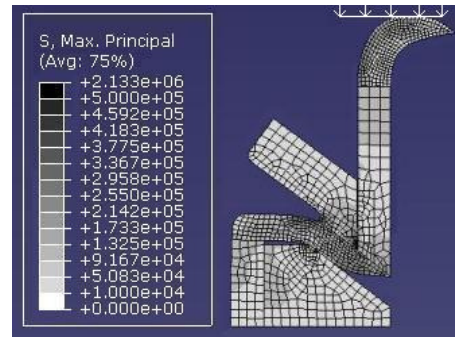 S, Max. Principal
(Avg: 75%)
+2.133e+06
+5.000e+05
+4.592e+05
+4.183e+05
+3.775e+05
+3.367e+05
+2.958e+05
+2.550e+05
+2.142e+05
+1.733e+05
+1.325e+05
+9.167e+04
+5.083e+04
+1.000e+04
+0.000e+00